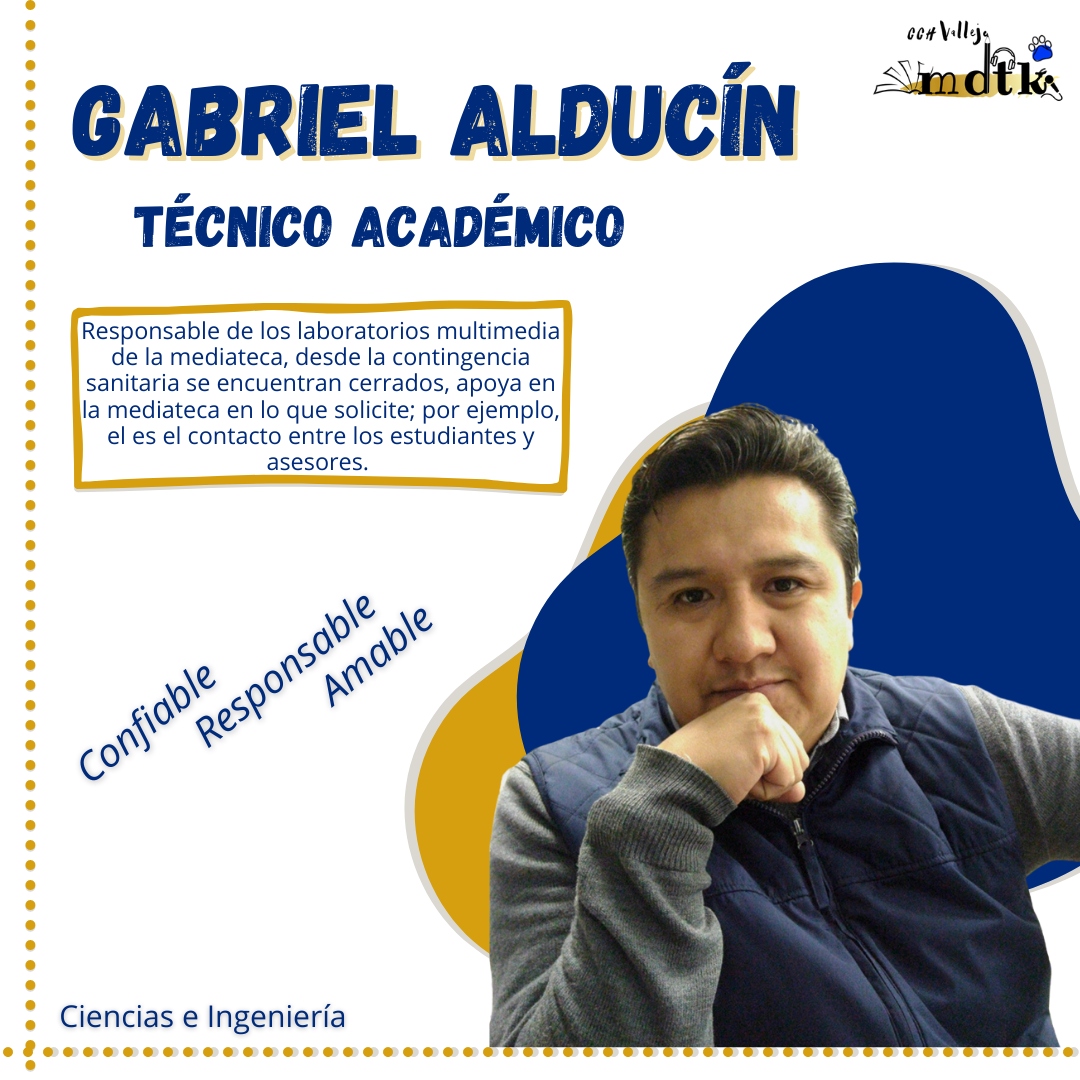 CCH Vallejo
mdtk
GABRIEL ALDUCÍN
TÉCNICO ACADÉMICO
Responsable de los laboratorios multimedia
de la mediateca, desde la contingencia
sanitaria se encuentran cerrados, apoya en
la mediateca en lo que solicite; por ejemplo,
el es el contacto entre los estudiantes y
asesores.
Confiable
Responsable
Amable
Ciencias e Ingeniería